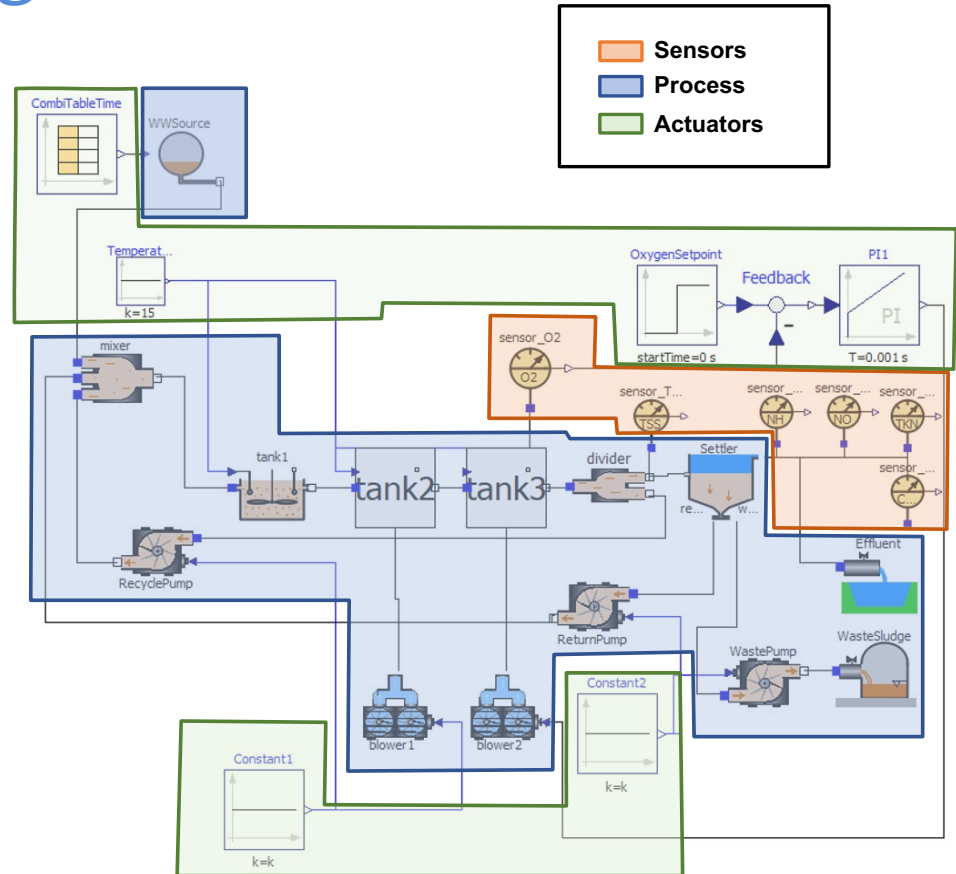 Sensors
Process
Actuators
CombiTableTime
WWSource
Temperat...
k=15
OxygenSetpoint
startTime=0 s
Feedback
PI1
PI
T=0.001 s
mixer
sensor_O2
O2
sensor_T...
TSS
sensor_...
NH
sensor_...
NO
sensor_...
TKN
sensor_...
C...
tank1
tank2
tank3
divider
Settler
re...
w...
RecyclePump
ReturnPump
Effluent
WastePump
WasteSludge
blower1
blower2
Constant2
k=k
Constant1
k=k